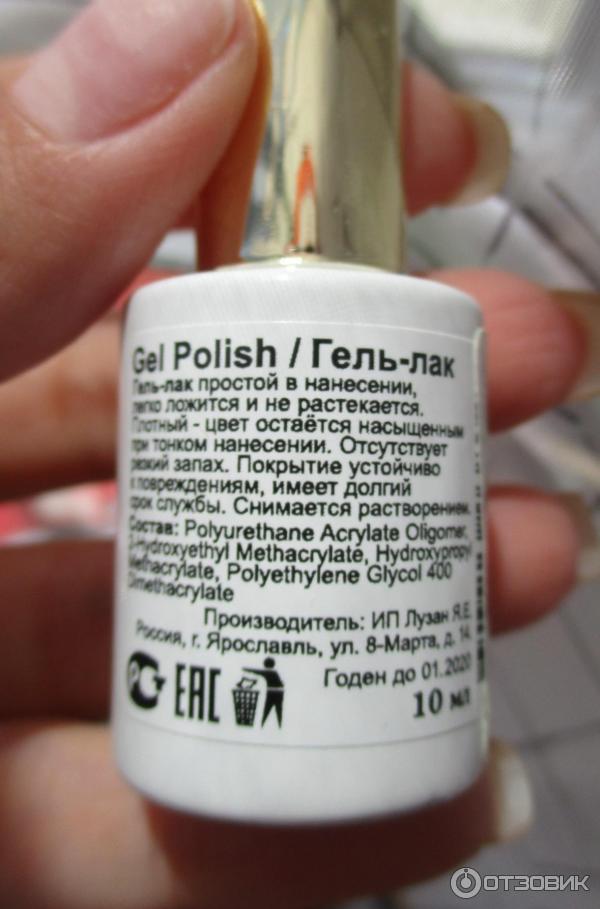 Gel Polish / Гель-лак
Гель-лак простой в нанесении,
легко ложится и не растекается.
Плотный - цвет остаётся насыщенным
при тонком нанесении. Отсутствует
резкий запах. Покрытие устойчиво
к повреждениям, имеет долгий
срок службы. Снимается растворением.
Состав: Polyurethane Acrylate Oligomer,
2-Hydroxyethyl Methacrylate, Hydroxypropyl
Methacrylate, Polyethylene Glycol 400
Dimethacrylate
Производитель: ИП Лузан Я.Е.
Россия, г. Ярославль, ул. 8-Марта, д. 14,
Годен до 01.2020
РСТ ЕАС
10 мл
ОТЗОВИК